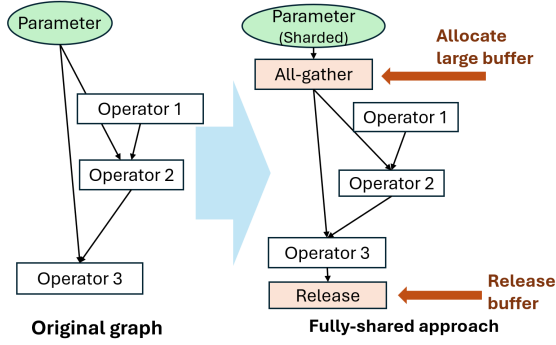 Parameter
Operator 1
Operator 2
Operator 3
Original graph
Parameter
(Sharded)
All-gather
Allocate
large buffer
Operator 1
Operator 2
Operator 3
Release
Release
buffer
Fully-shared approach